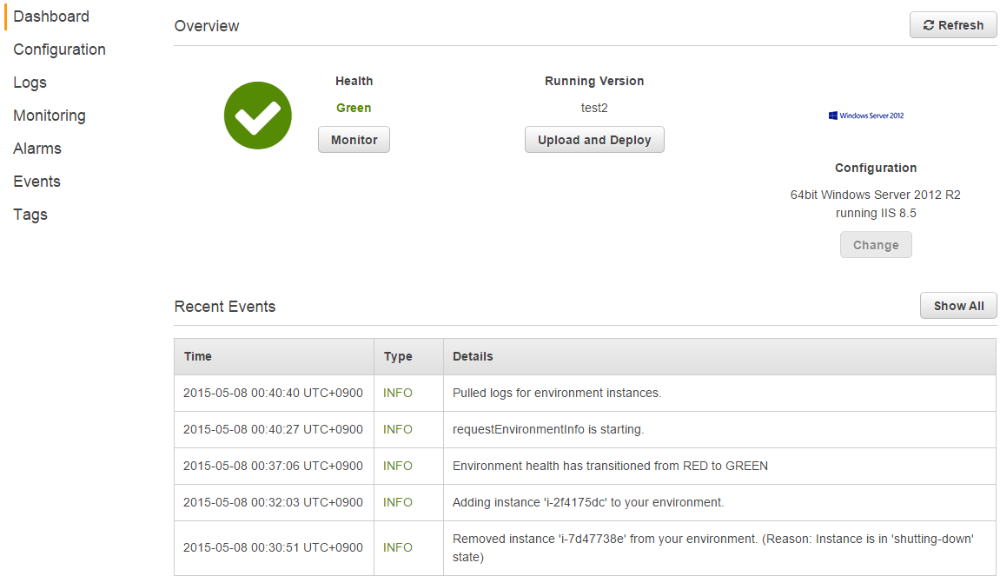 Dashboard
Configuration
Logs
Monitoring
Alarms
Events
Tags
Overview
Refresh
Health
Green
Monitor
Running Version
test2
Upload and Deploy
Windows Server 2012
Configuration
64bit Windows Server 2012 R2
running IIS 8.5
Change
Recent Events
Show All
Time Type Details
2015-05-08 00:40:40 UTC+0900 INFO Pulled logs for environment instances.
2015-05-08 00:40:27 UTC+0900 INFO requestEnvironmentInfo is starting.
2015-05-08 00:37:06 UTC+0900 INFO Environment health has transitioned from RED to GREEN
2015-05-08 00:32:03 UTC+0900 INFO Adding instance 'i-2f4175dc' to your environment.
2015-05-08 00:30:51 UTC+0900 INFO Removed instance 'i-7d47738e' from your environment. (Reason: Instance is in 'shutting-down'
state)